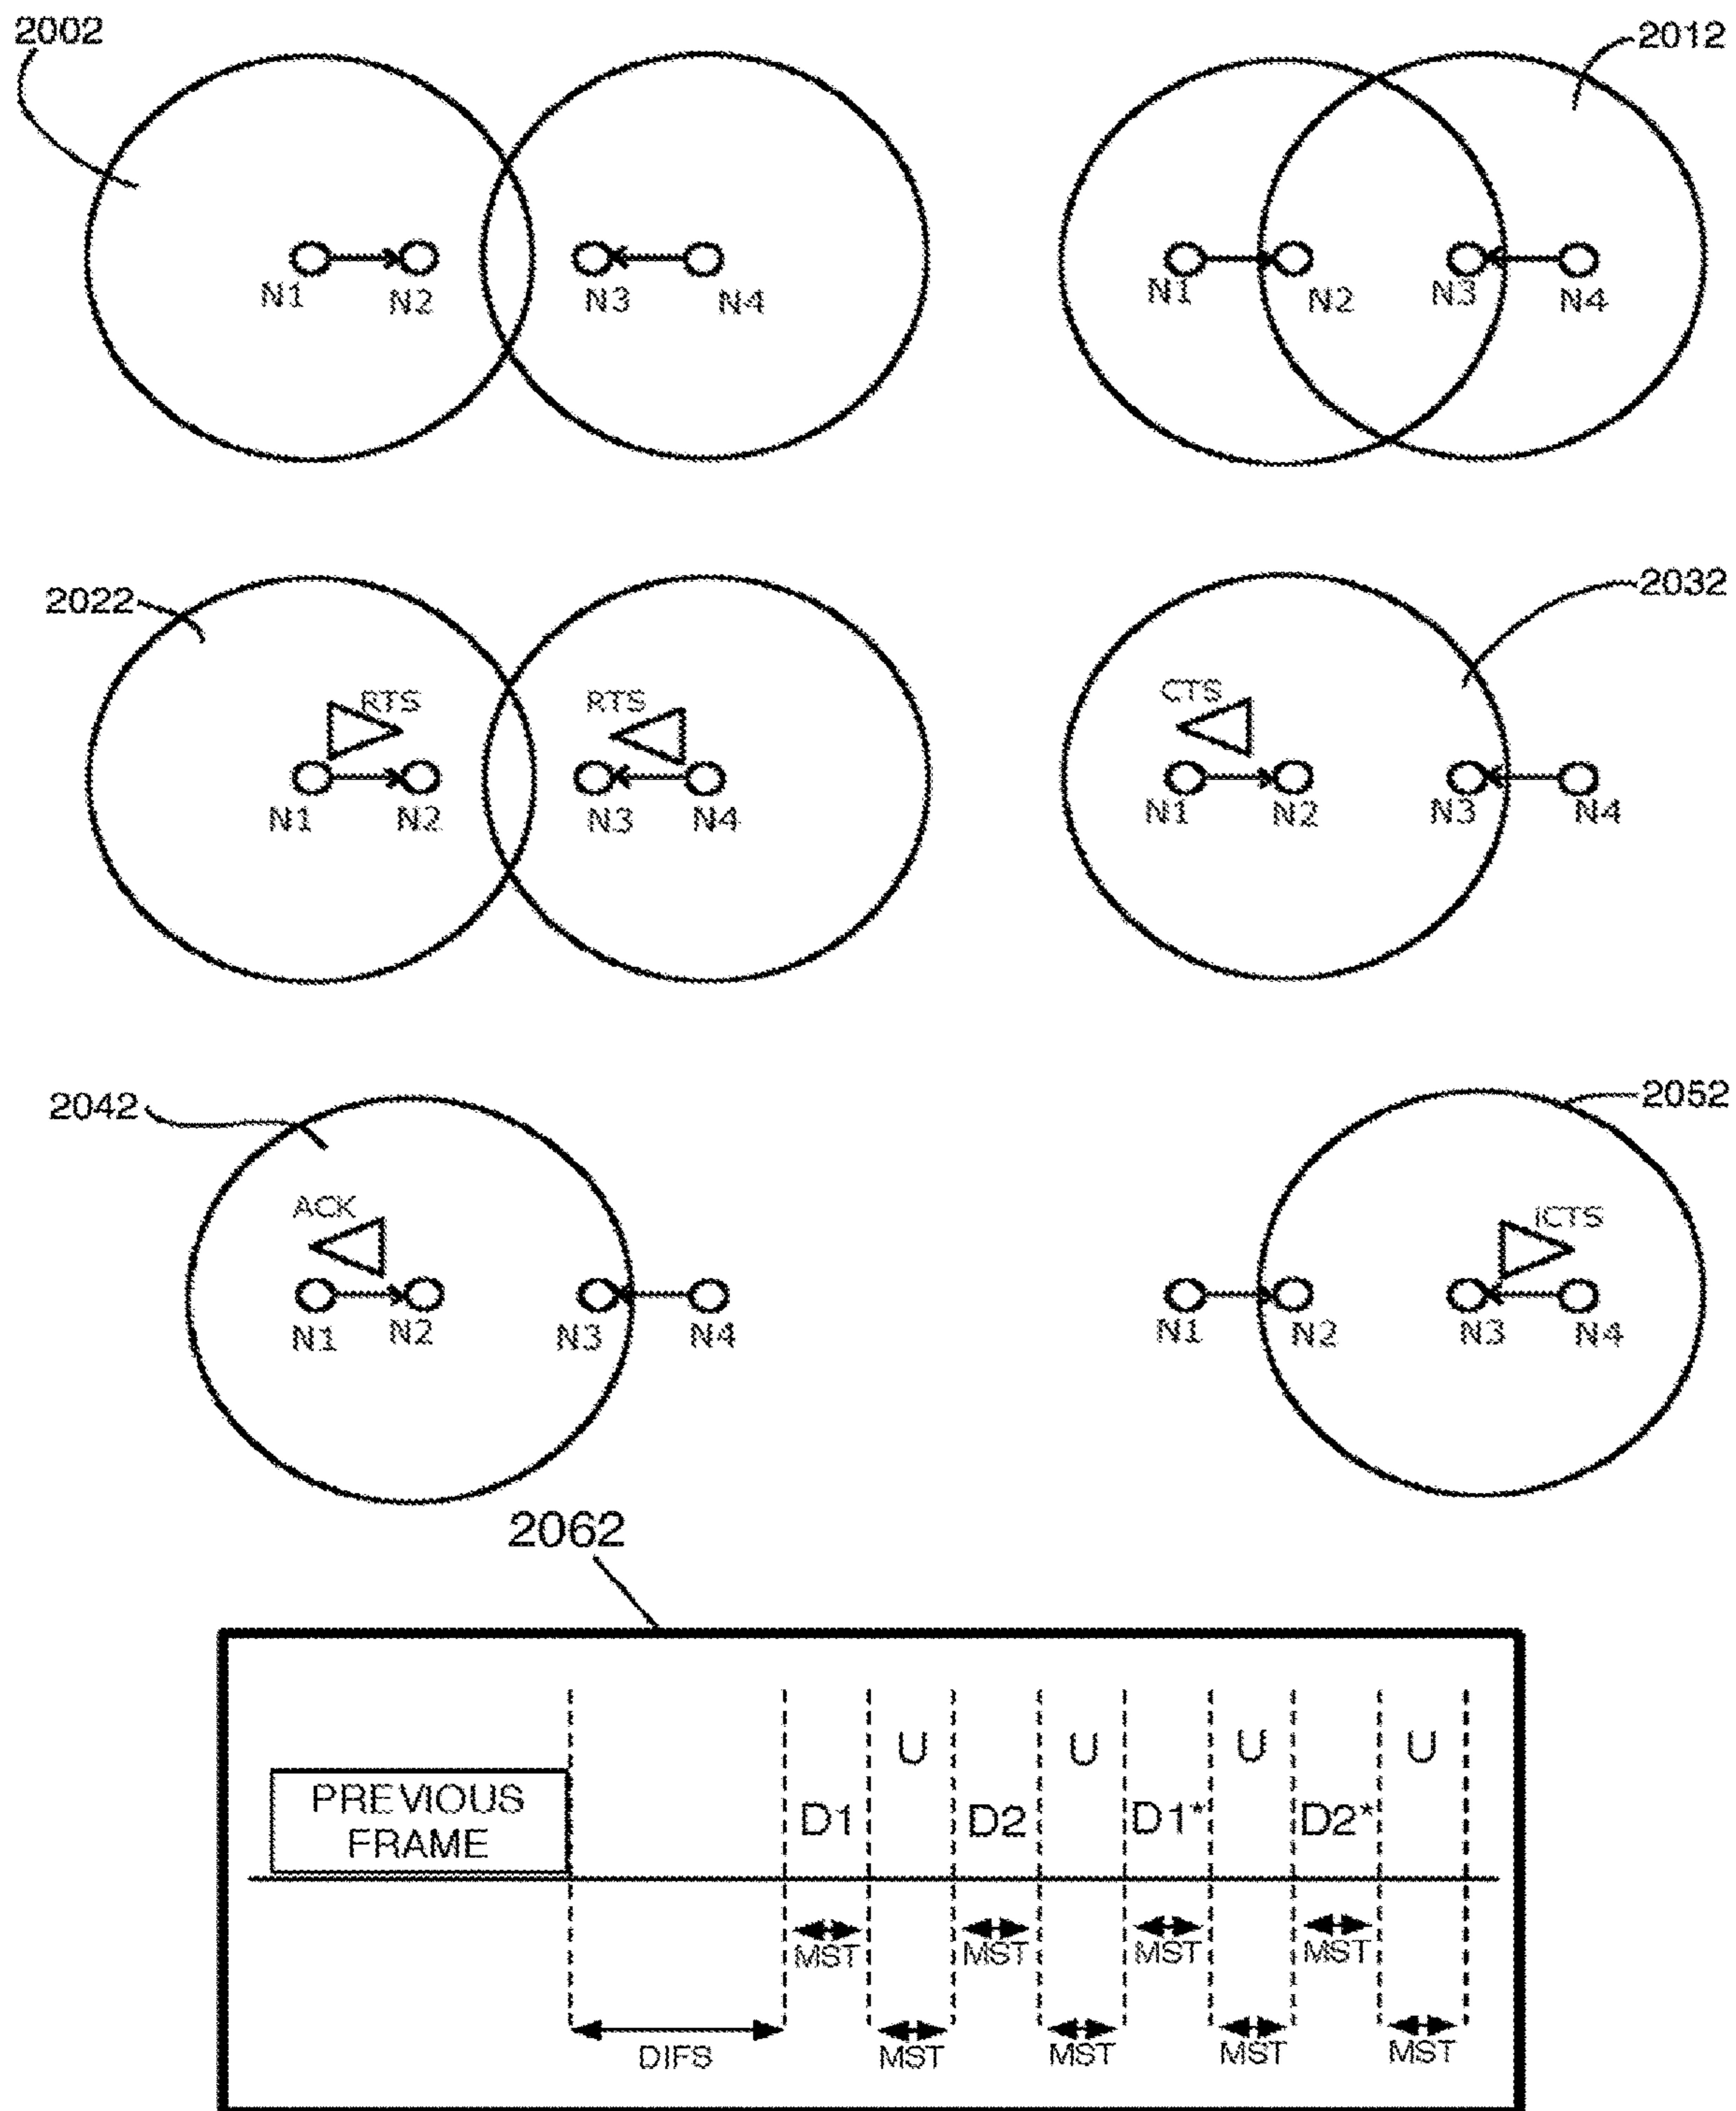 2002
2012
N1
N2
N3
N4
N1
N2
N3
N4
2022
2032
RTS
RTS
CTS
N1
N2
N3
N4
N1
N2
N3
N4
2042
2052
ACK
iCTS
N1
N2
N3
N4
N1
N2
N3
N4
2062
U
U
U
U
PREVIOUS
FRAME
D1
D2
D1*
D2*
MST
MST
MST
MST
DIFS
MST
MST
MST
MST